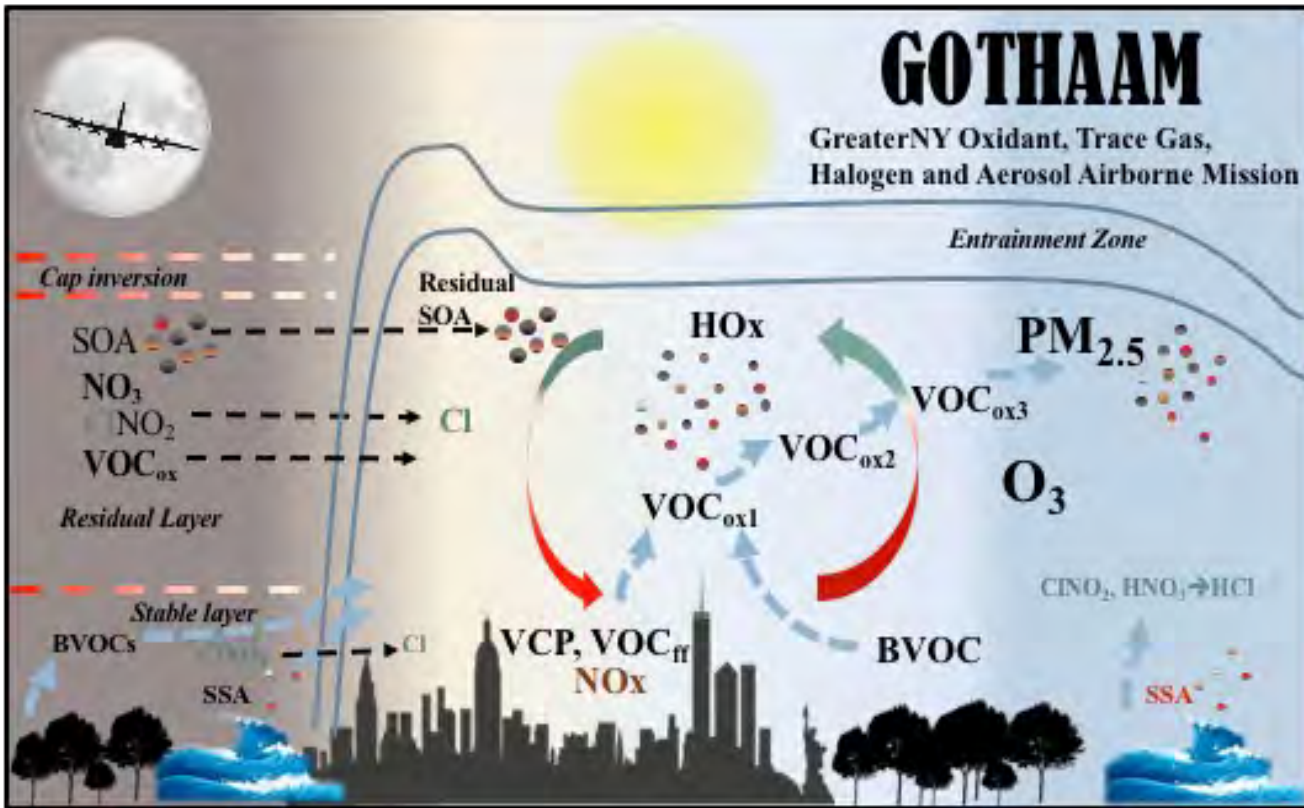 GOTHAAM
GreaterNY Oxidant, Trace Gas,
Halogen and Aerosol Airborne Mission
Entrainment Zone
Cap inversion
Residual
SOA
SOA
HOx
PM2.5
NO3
NO2
Cl
VOCox3
VOCox
VOCox2
O3
VOCox1
Residual Layer
ClNO2, HNO3→HCl
Stable layer
BVOCs
Cl
VCP, VOCff
BVOC
NOx
SSA
SSA